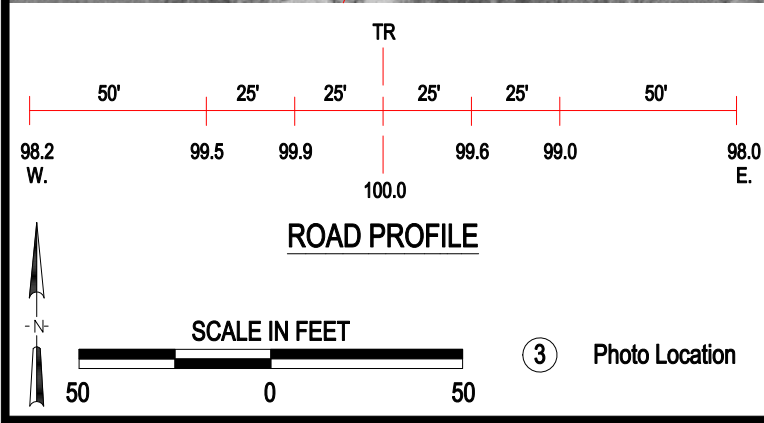 TR
50' 25' 25' 25' 25' 50'
98.2 99.5 99.9 99.6 99.0 98.0
W. E.
100.0
ROAD PROFILE
-N-
SCALE IN FEET
3 Photo Location
50 0 50